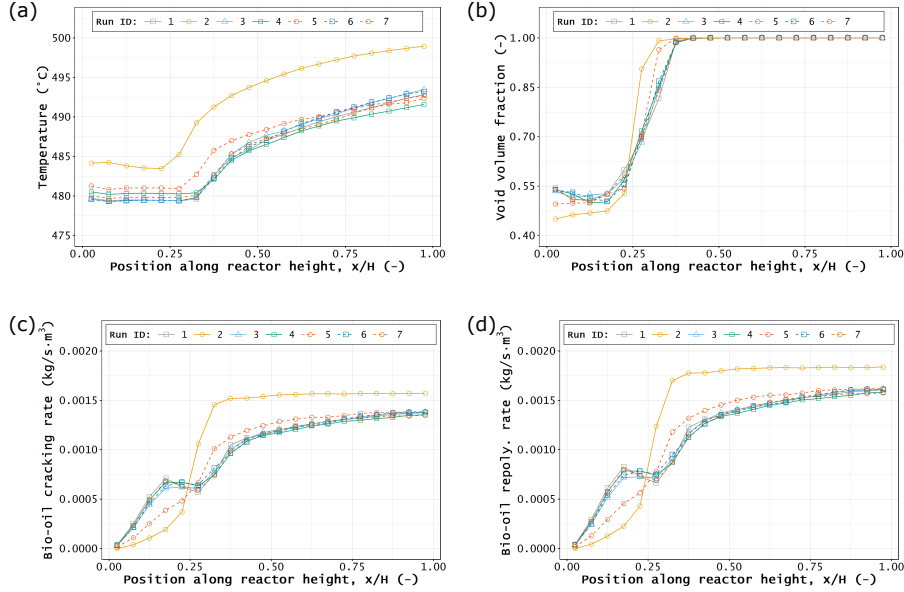 (a)
Run ID: 1 2 3 4 5 6 7
Temperature (°C)
500
495
490
485
480
475
0.00 0.25 0.50 0.75 1.00
Position along reactor height, x/H (-)
(b)
Run ID: 1 2 3 4 5 6 7
Void volume fraction (-)
1.00
0.85
0.70
0.55
0.40
0.00 0.25 0.50 0.75 1.00
Position along reactor height, x/H (-)
(c)
Run ID: 1 2 3 4 5 6 7
Bio-oil cracking rate (kg/s·m³)
0.0020
0.0015
0.0010
0.0005
0.0000
0.00 0.25 0.50 0.75 1.00
Position along reactor height, x/H (-)
(d)
Run ID: 1 2 3 4 5 6 7
Bio-oil repoly. rate (kg/s·m³)
0.0020
0.0015
0.0010
0.0005
0.0000
0.00 0.25 0.50 0.75 1.00
Position along reactor height, x/H (-)